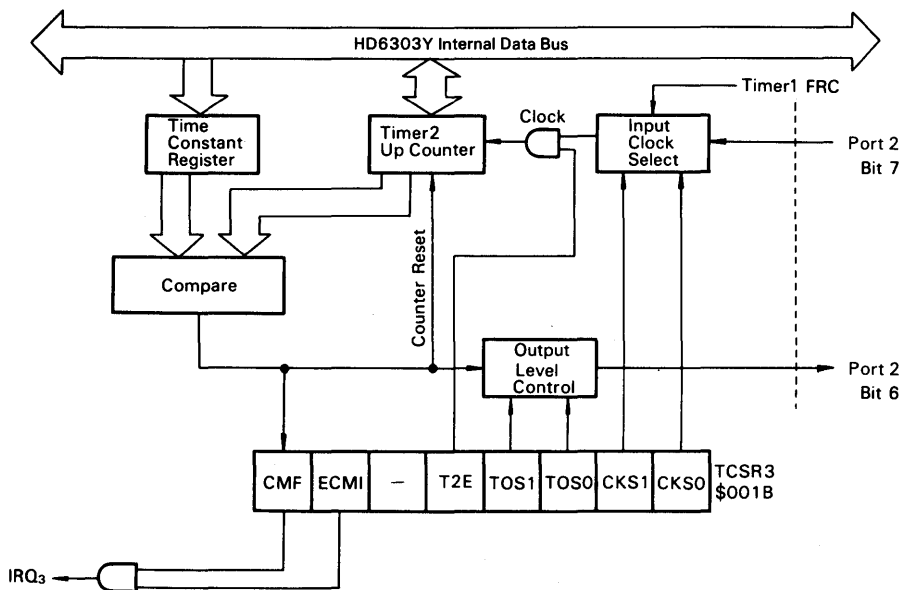 HD6303Y Internal Data Bus
Timer1 FRC
Time
Constant
Register
Timer2
Up Counter
Clock
Input
Clock
Select
Port 2
Bit 7
Compare
Counter Reset
Output
Level
Control
Port 2
Bit 6
CMF ECMI — T2E TOS1 TOS0 CKS1 CKS0
TCSR3
$001B
IRQ₃